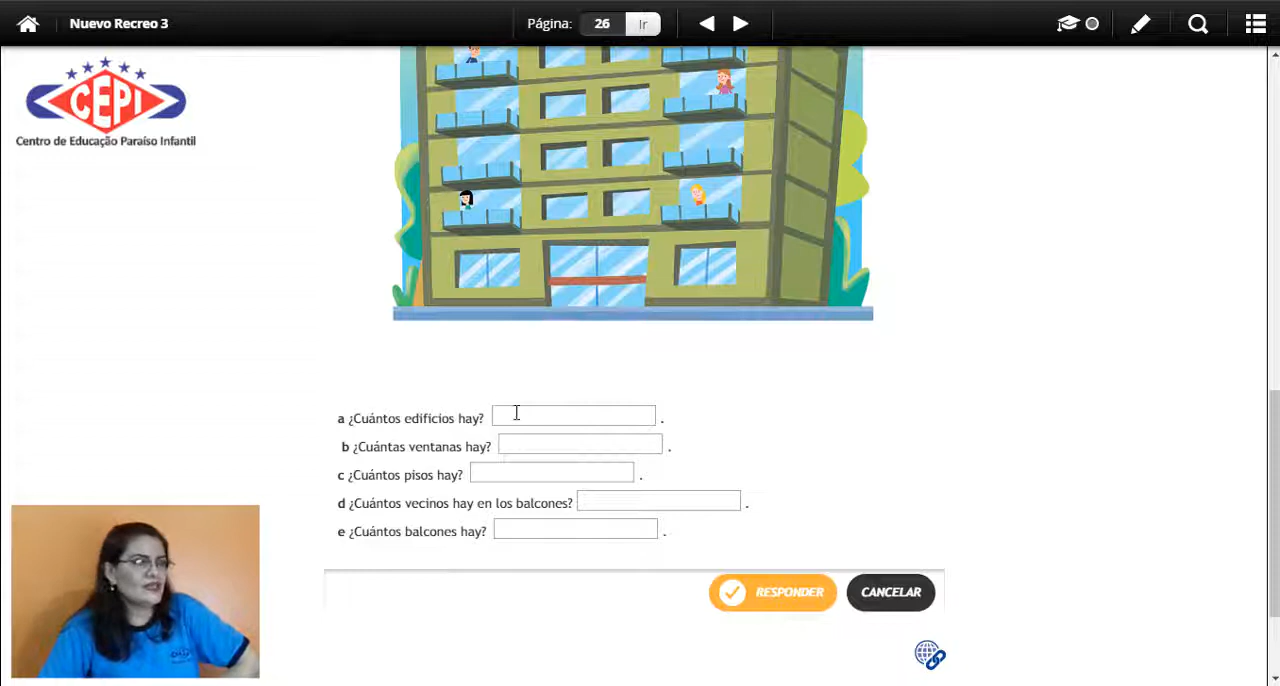 Nuevo Recreo 3
Página: 26 Ir
CEPI
Centro de Educação Paraíso Infantil
a ¿Cuántos edificios hay? .
b ¿Cuántas ventanas hay? .
c ¿Cuántos pisos hay? .
d ¿Cuántos vecinos hay en los balcones? .
e ¿Cuántos balcones hay? .
RESPONDER
CANCELAR